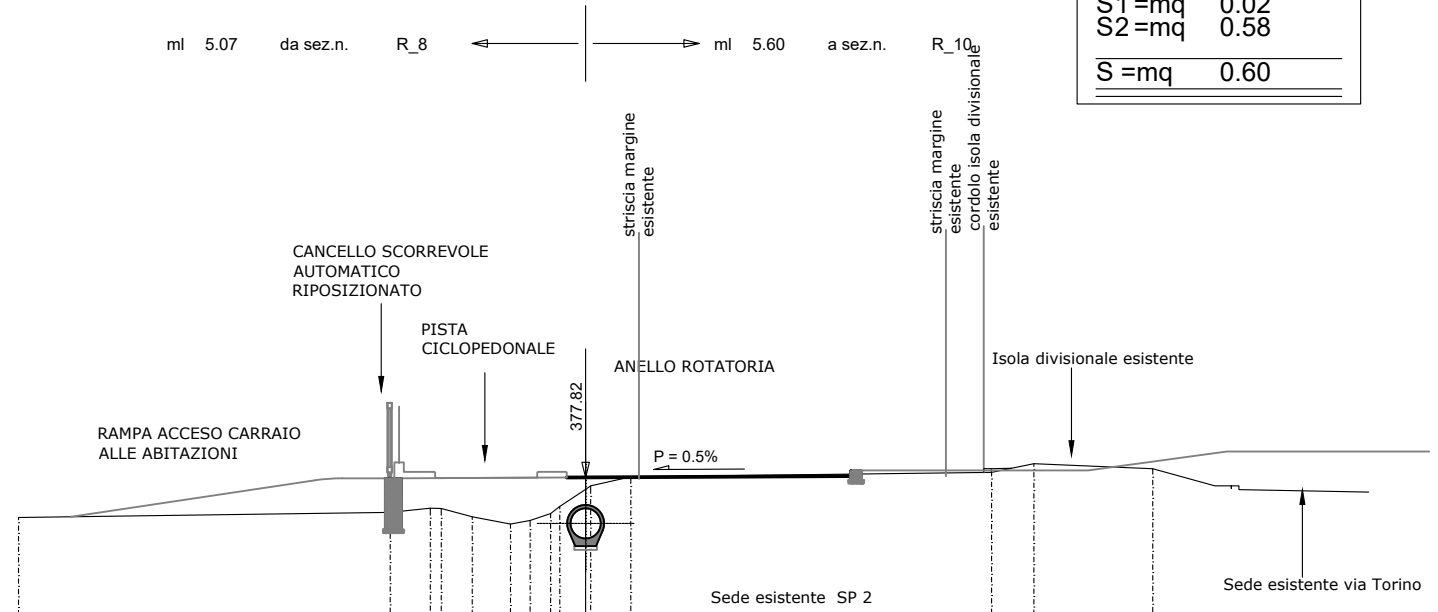 S1 =mq 0.02
S2 =mq 0.58
S =mq 0.60
ml 5.07 da sez.n. R_8
ml 5.60 a sez.n. R_10
striscia margine
esistente
striscia margine
esistente
cordolo isola divisionale
esistente
CANCELLO SCORREVOLE
AUTOMATICO
RIPOSIZIONATO
PISTA
CICLOPEDONALE
377.82
ANELLO ROTATORIA
Isola divisionale esistente
RAMPA ACCESO CARRAIO
ALLE ABITAZIONI
P = 0.5%
Sede esistente via Torino
Sede esistente SP 2